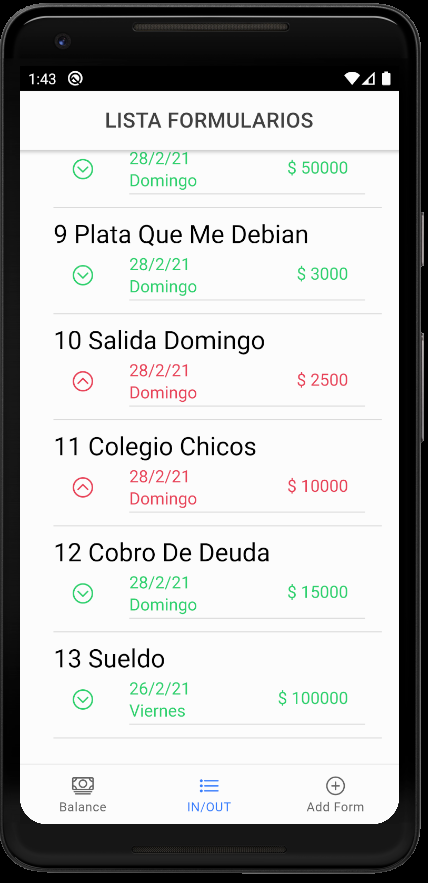 1:43
LISTA FORMULARIOS
28/2/21
Domingo
$ 50000
9 Plata Que Me Debian
28/2/21
Domingo
$ 3000
10 Salida Domingo
28/2/21
Domingo
$ 2500
11 Colegio Chicos
28/2/21
Domingo
$ 10000
12 Cobro De Deuda
28/2/21
Domingo
$ 15000
13 Sueldo
26/2/21
Viernes
$ 100000
Balance
IN/OUT
Add Form